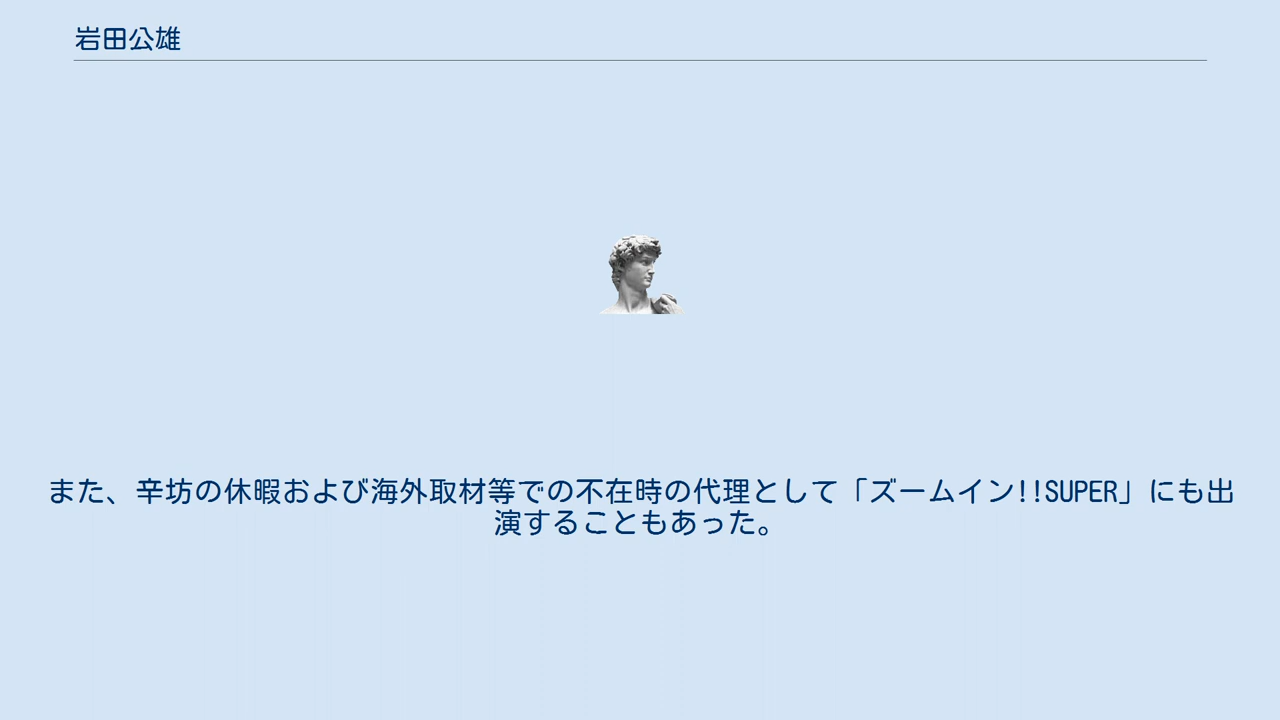 岩田公雄
また、辛坊の休暇および海外取材等での不在時の代理として「ズームイン!!SUPER」にも出
演することもあった。